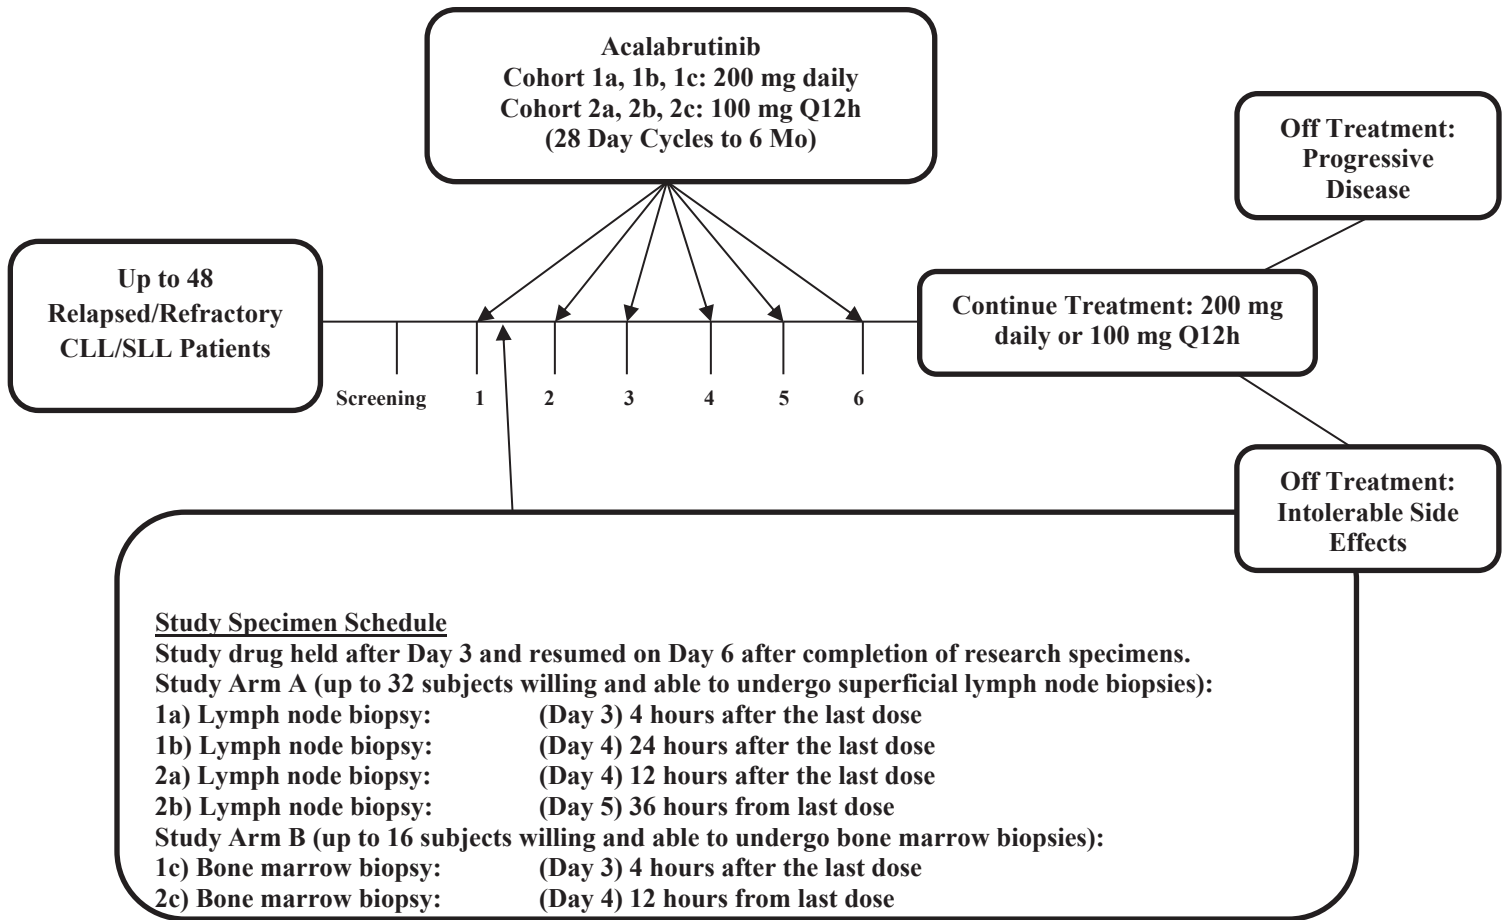 Acalabrutinib
Cohort 1a, 1b, 1c: 200 mg daily
Cohort 2a, 2b, 2c: 100 mg Q12h
(28 Day Cycles to 6 Mo)
Off Treatment:
Progressive
Disease
Up to 48
Relapsed/Refractory
CLL/SLL Patients
Continue Treatment: 200 mg
daily or 100 mg Q12h
Screening 1 2 3 4 5 6
Off Treatment:
Intolerable Side
Effects
Study Specimen Schedule
Study drug held after Day 3 and resumed on Day 6 after completion of research specimens.
Study Arm A (up to 32 subjects willing and able to undergo superficial lymph node biopsies):
1a) Lymph node biopsy: (Day 3) 4 hours after the last dose
1b) Lymph node biopsy: (Day 4) 24 hours after the last dose
2a) Lymph node biopsy: (Day 4) 12 hours after the last dose
2b) Lymph node biopsy: (Day 5) 36 hours from last dose
Study Arm B (up to 16 subjects willing and able to undergo bone marrow biopsies):
1c) Bone marrow biopsy: (Day 3) 4 hours after the last dose
2c) Bone marrow biopsy: (Day 4) 12 hours from last dose